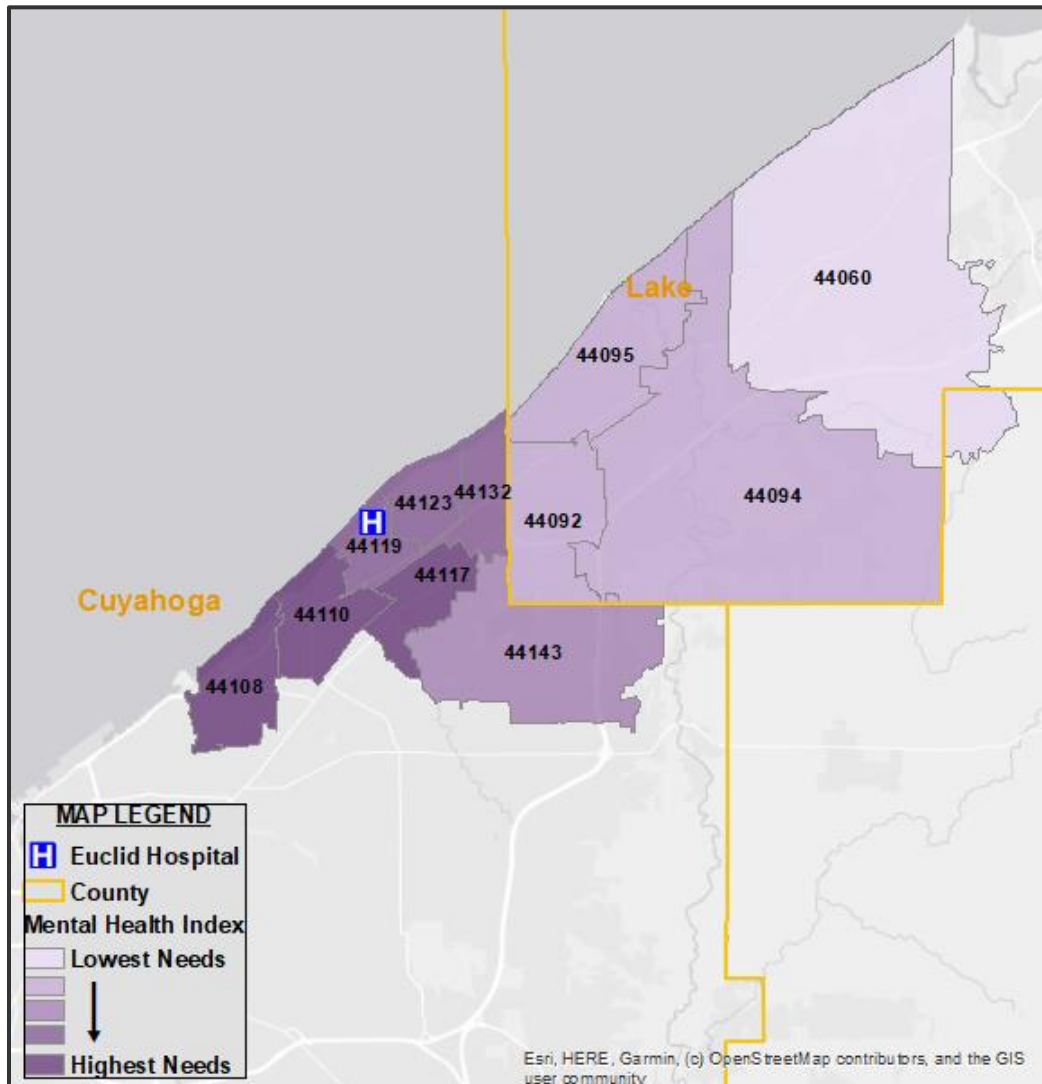 44060
Lake
44095
44094
44132
44123
44092
H
44119
44117
Cuyahoga
44110
44143
44108
MAP LEGEND
H Euclid Hospital
County
Mental Health Index
Lowest Needs
Highest Needs
Esri, HERE, Garmin, (c) OpenStreetMap contributors, and the GIS
user community